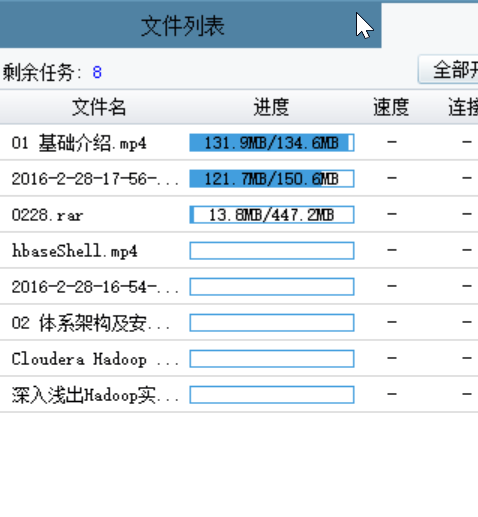 文件列表
剩余任务: 8
全部开
文件名 进度 速度 连接
01 基础介绍.mp4 131.9MB/134.6MB -
2016-2-28-17-56-... 121.7MB/150.6MB - -
0228.rar 13.8MB/447.2MB - -
hbaseShell.mp4 - -
2016-2-28-16-54-... - -
02 体系架构及安... - -
Cloudera Hadoop ... - -
深入浅出Hadoop实... - -